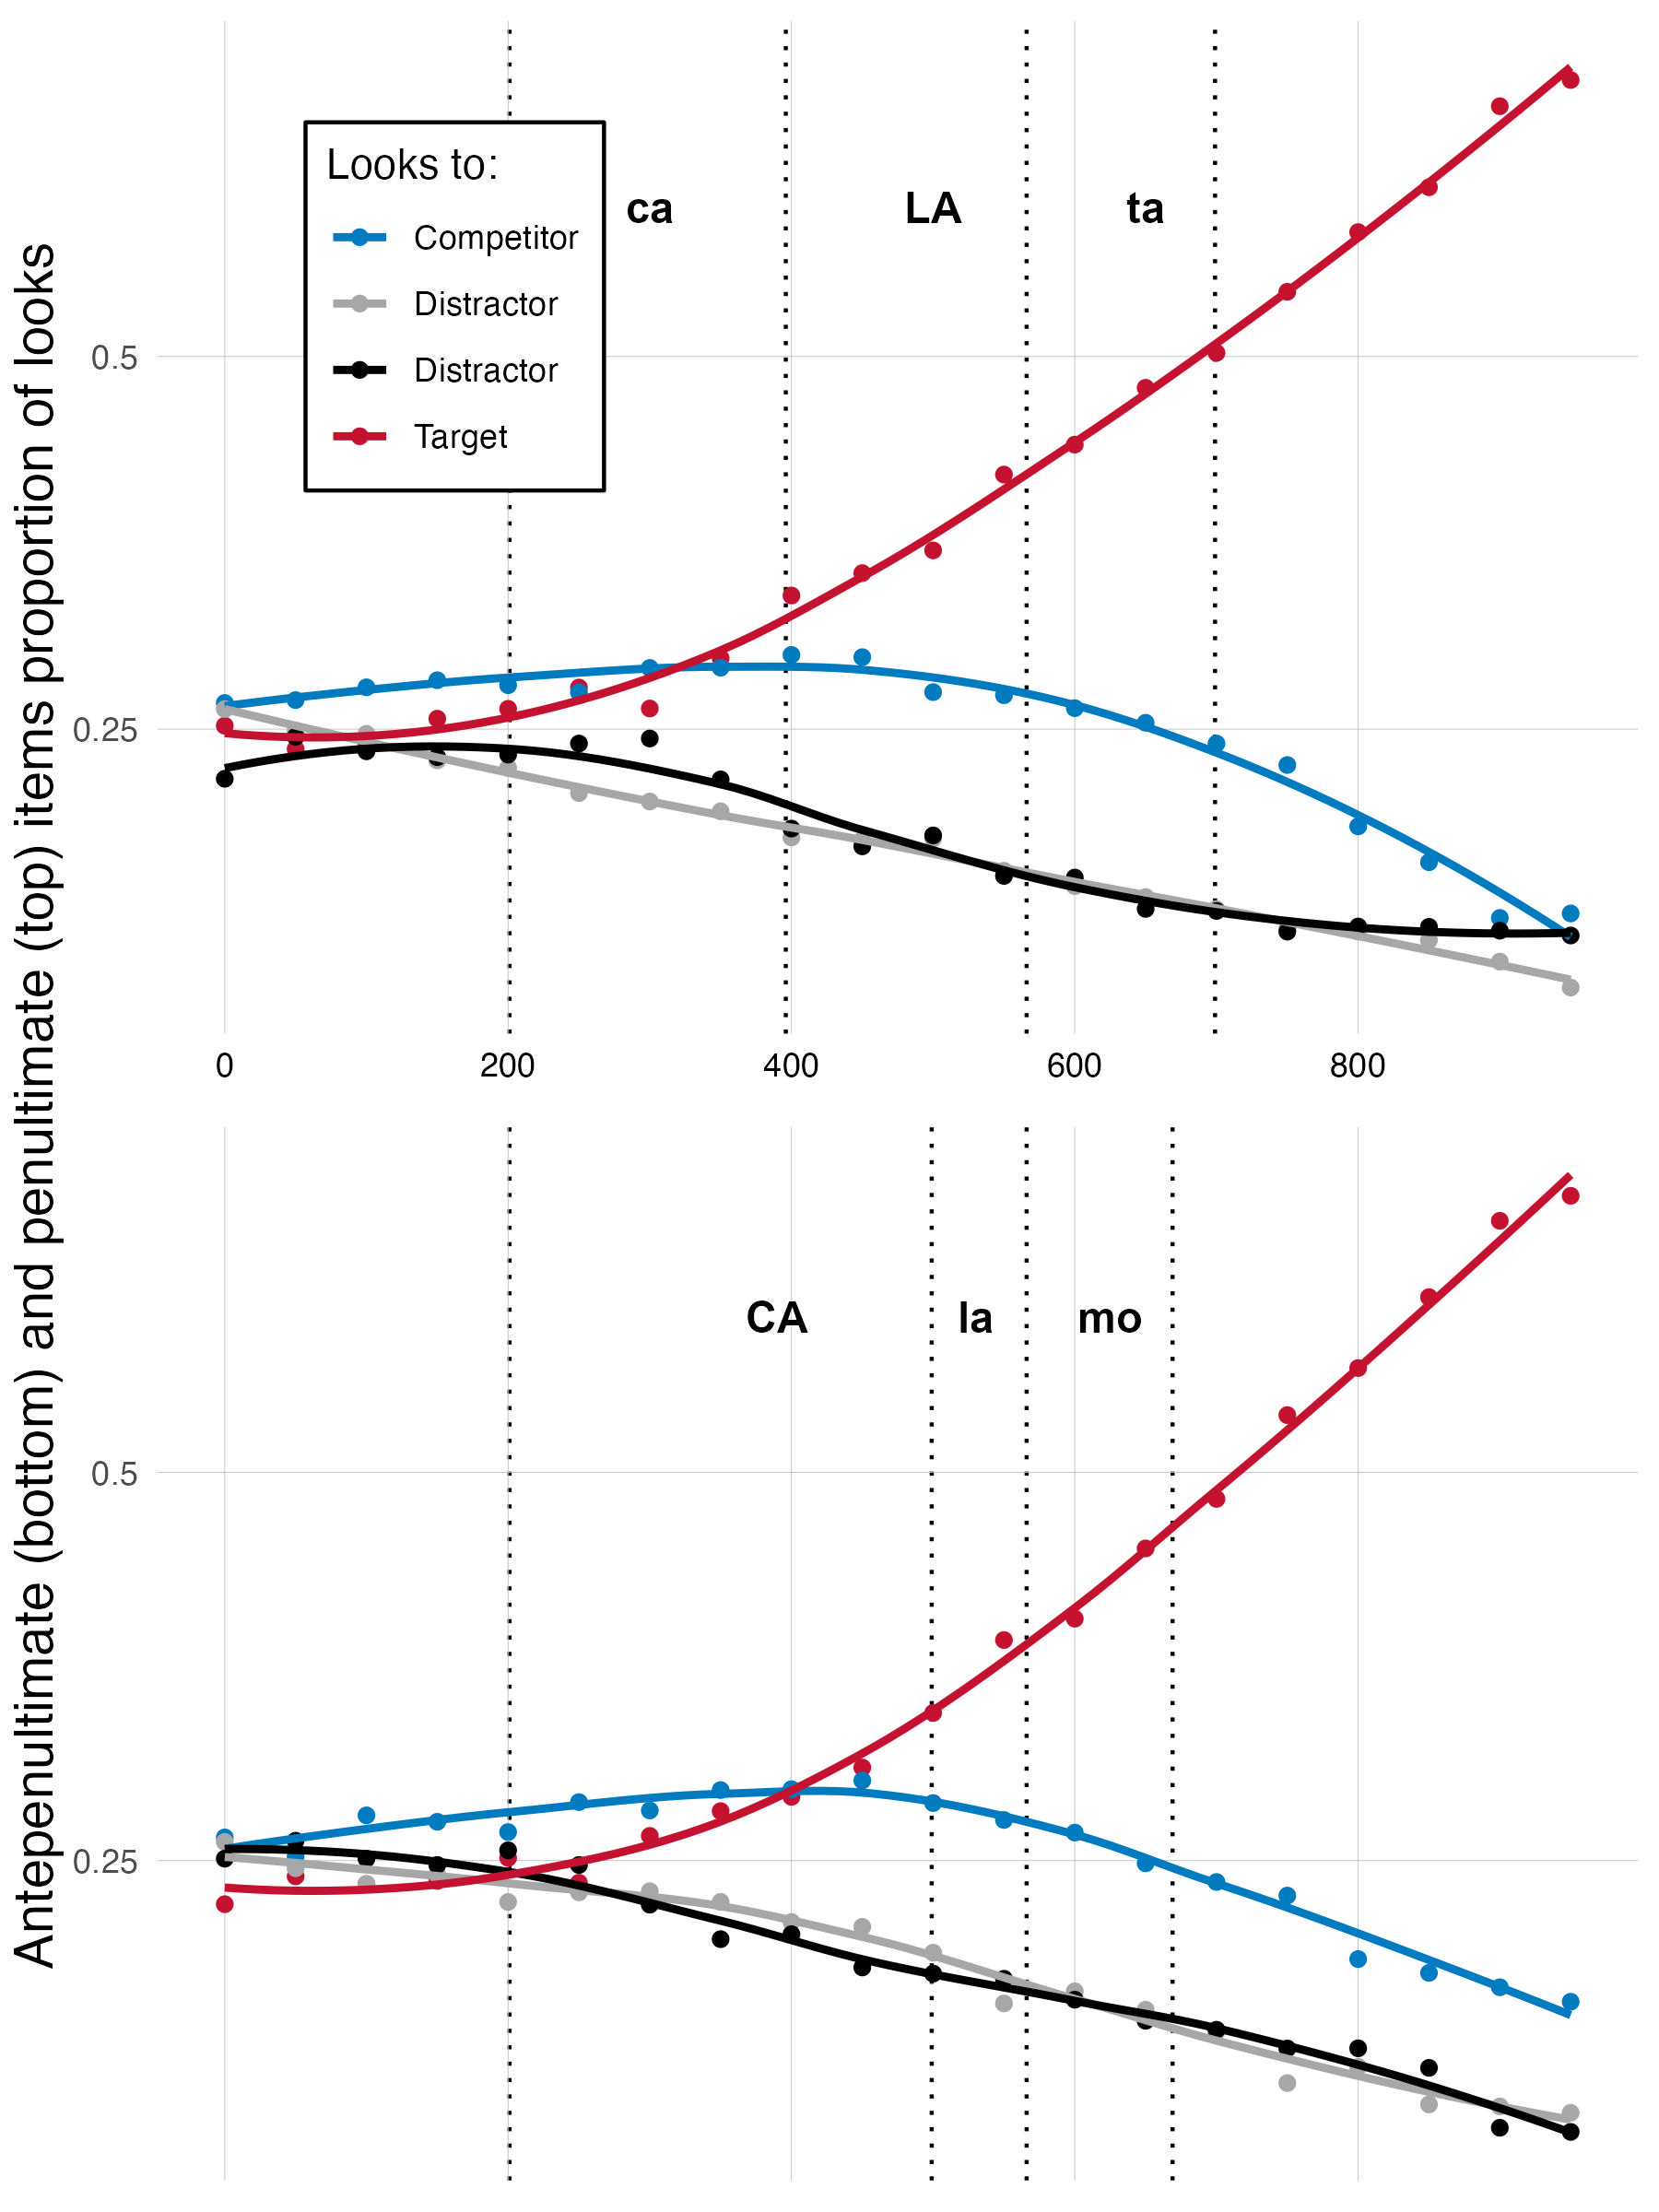 Antepenultimate (bottom) and penultimate (top) items proportion of looks
Looks to:
Competitor
Distractor
Distractor
Target
ca LA ta
0.5
0.25
0 200 400 600 800
CA la mo
0.5
0.25